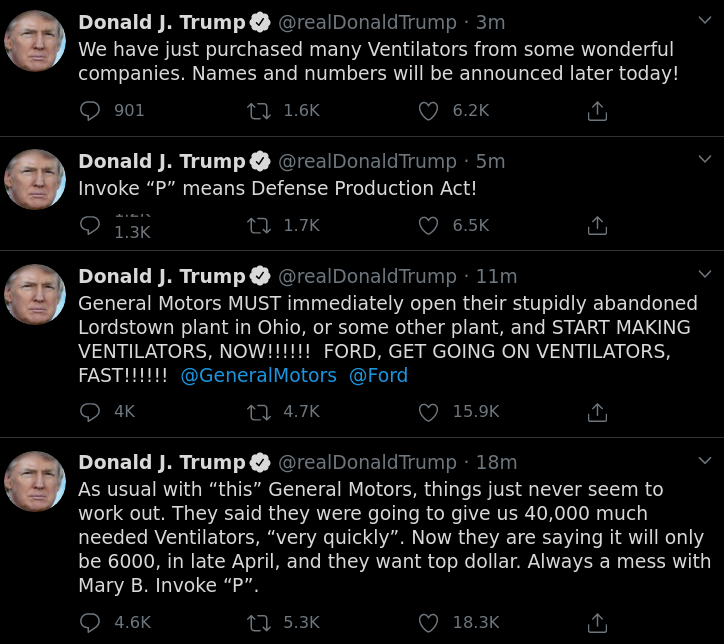 Donald J. Trump @realDonaldTrump · 3m
We have just purchased many Ventilators from some wonderful
companies. Names and numbers will be announced later today!
901 1.6K 6.2K
Donald J. Trump @realDonaldTrump · 5m
Invoke “P” means Defense Production Act!
1.3K 1.7K 6.5K
Donald J. Trump @realDonaldTrump · 11m
General Motors MUST immediately open their stupidly abandoned
Lordstown plant in Ohio, or some other plant, and START MAKING
VENTILATORS, NOW!!!!!!  FORD, GET GOING ON VENTILATORS,
FAST!!!!!!  @GeneralMotors  @Ford
4K 4.7K 15.9K
Donald J. Trump @realDonaldTrump · 18m
As usual with “this” General Motors, things just never seem to
work out. They said they were going to give us 40,000 much
needed Ventilators, “very quickly”. Now they are saying it will only
be 6000, in late April, and they want top dollar. Always a mess with
Mary B. Invoke “P”.
4.6K 5.3K 18.3K